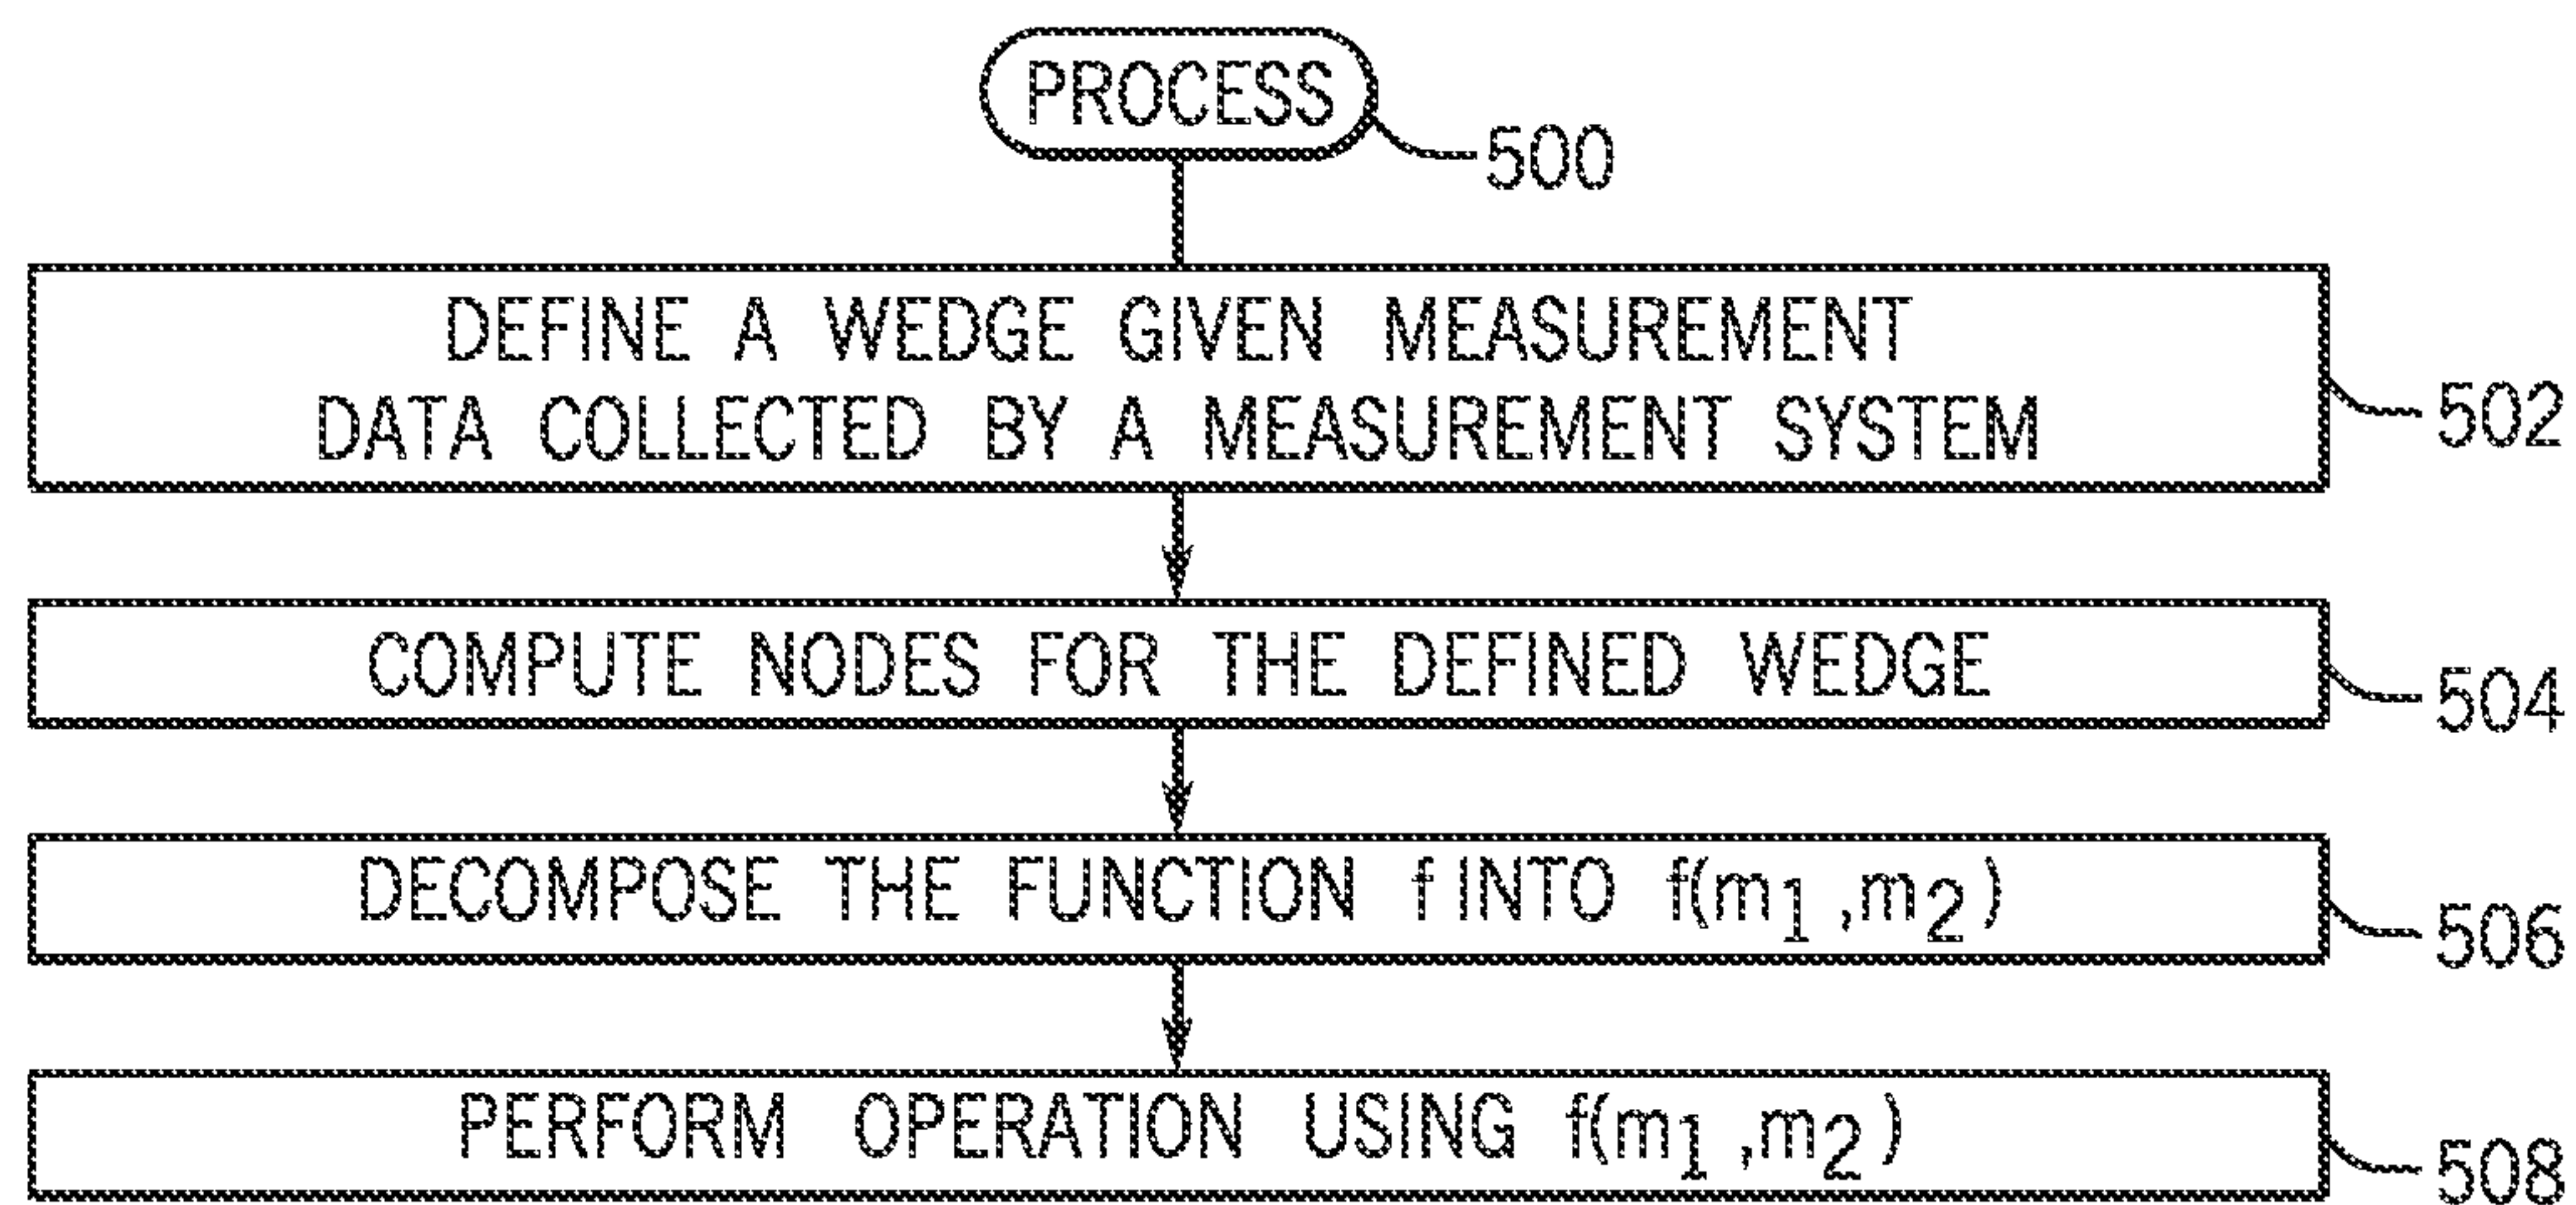 PROCESS
500
DEFINE A WEDGE GIVEN MEASUREMENT
DATA COLLECTED BY A MEASUREMENT SYSTEM
502
COMPUTE NODES FOR THE DEFINED WEDGE
504
DECOMPOSE THE FUNCTION f INTO f(m₁,m₂)
506
PERFORM OPERATION USING f(m₁,m₂)
508